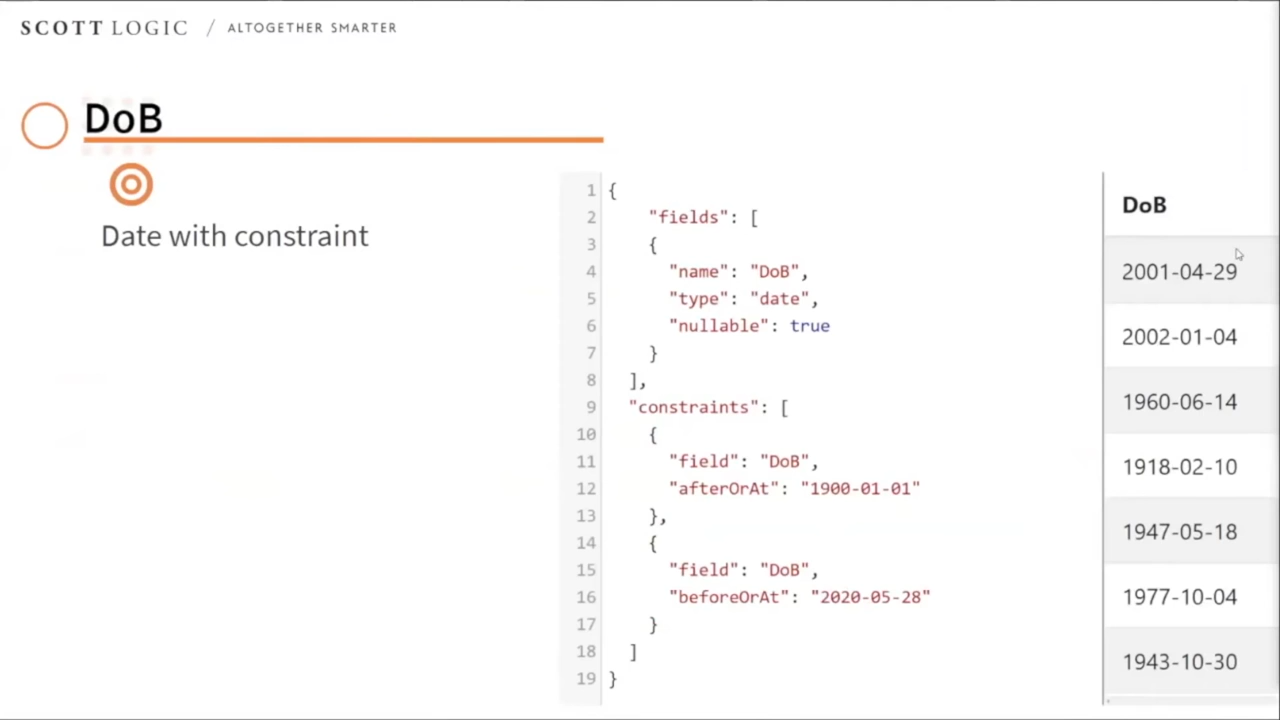 SCOTT LOGIC / ALTOGETHER SMARTER
DoB
Date with constraint
1 {
2 "fields": [
3 {
4 "name": "DoB",
5 "type": "date",
6 "nullable": true
7 }
8 ],
9 "constraints": [
10 {
11 "field": "DoB",
12 "afterOrAt": "1900-01-01"
13 },
14 {
15 "field": "DoB",
16 "beforeOrAt": "2020-05-28"
17 }
18 ]
19 }
DoB
2001-04-29
2002-01-04
1960-06-14
1918-02-10
1947-05-18
1977-10-04
1943-10-30